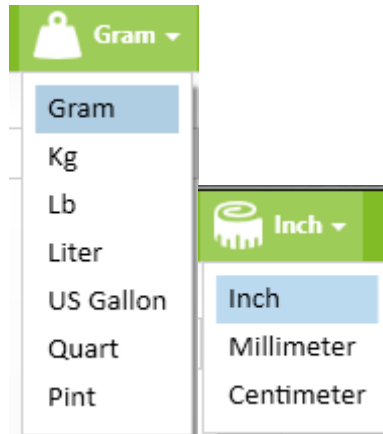 Gram
Gram
Kg
Lb
Liter
US Gallon
Quart
Pint
Inch
Inch
Millimeter
Centimeter